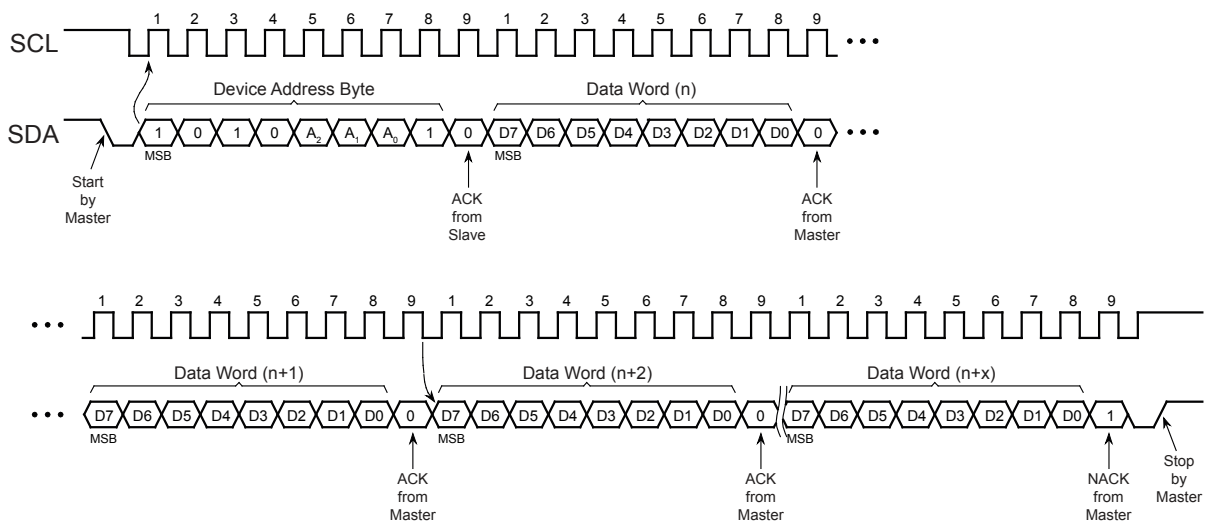 1 2 3 4 5 6 7 8 9 1 2 3 4 5 6 7 8 9
SCL
Device Address Byte Data Word (n)
SDA 1 0 1 0 A2 A1 A0 1 0 D7 D6 D5 D4 D3 D2 D1 D0 0
MSB MSB
Start
by
Master
ACK
from
Slave
ACK
from
Master
1 2 3 4 5 6 7 8 9 1 2 3 4 5 6 7 8 9 1 2 3 4 5 6 7 8 9
Data Word (n+1) Data Word (n+2) Data Word (n+x)
D7 D6 D5 D4 D3 D2 D1 D0 0 D7 D6 D5 D4 D3 D2 D1 D0 0 D7 D6 D5 D4 D3 D2 D1 D0 1
MSB MSB MSB
ACK
from
Master
ACK
from
Master
NACK
from
Master
Stop
by
Master